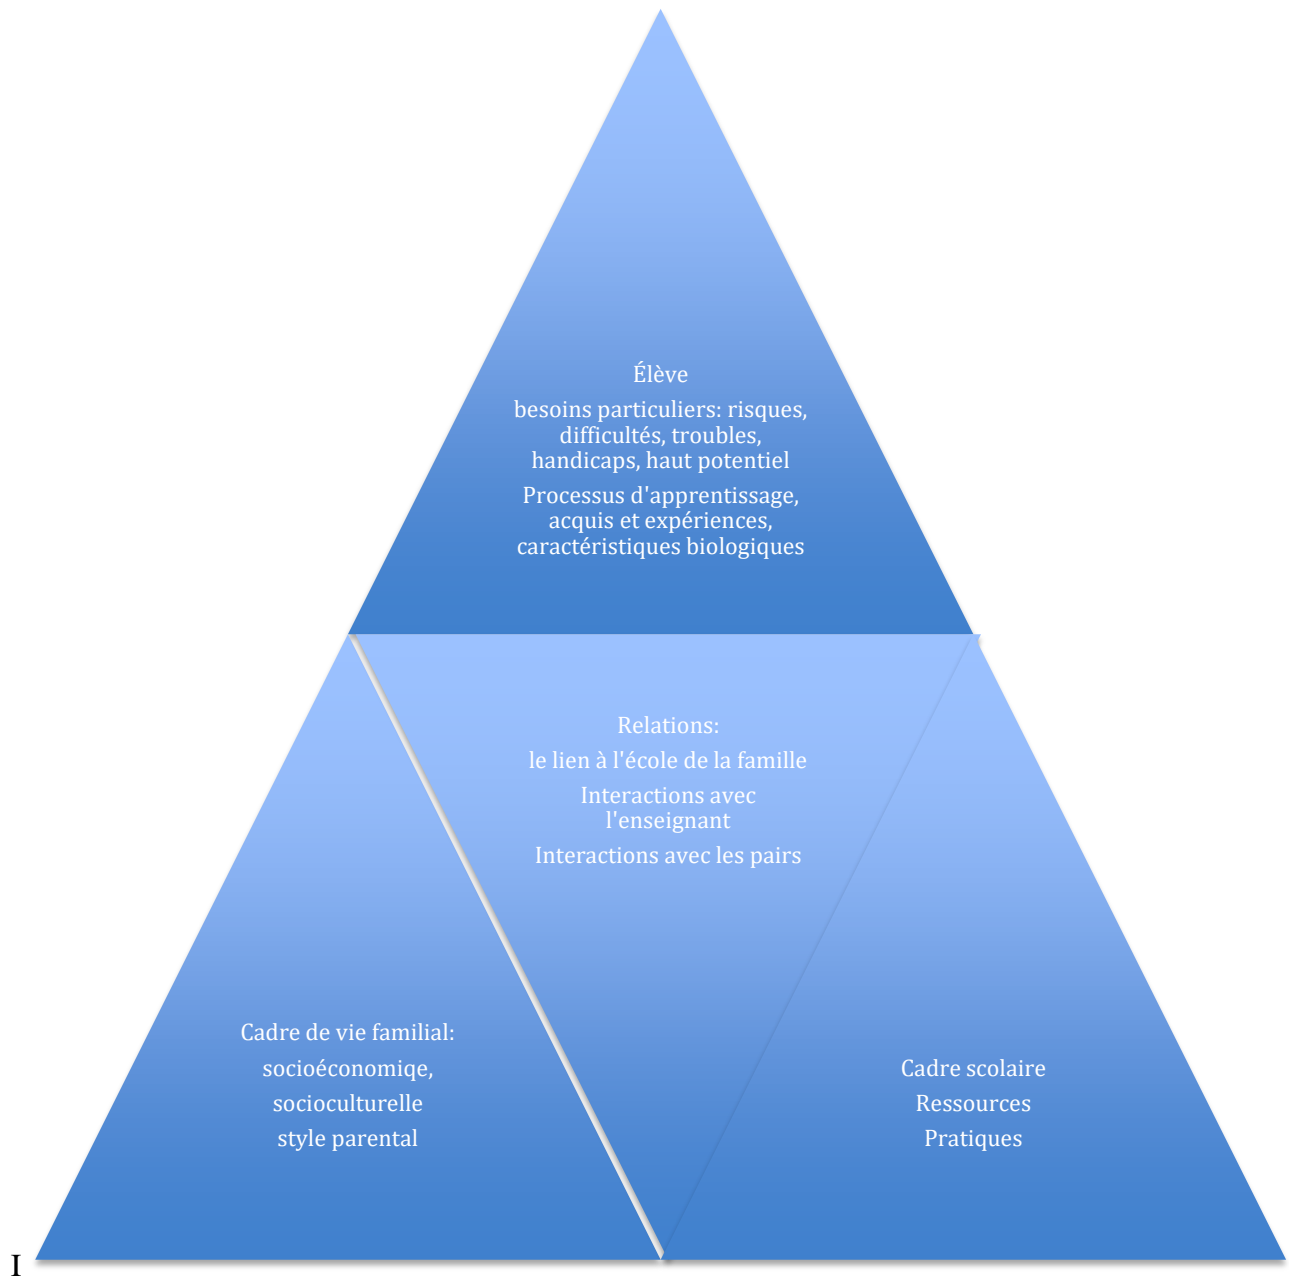 Élève
besoins particuliers: risques,
difficultés, troubles,
handicaps, haut potentiel
Processus d'apprentissage,
acquis et expériences,
caractéristiques biologiques
Relations:
le lien à l'école de la famille
Interactions avec
l'enseignant
Interactions avec les pairs
Cadre de vie familial:
socioéconomiqe,
socioculturelle
style parental
Cadre scolaire
Ressources
Pratiques
I